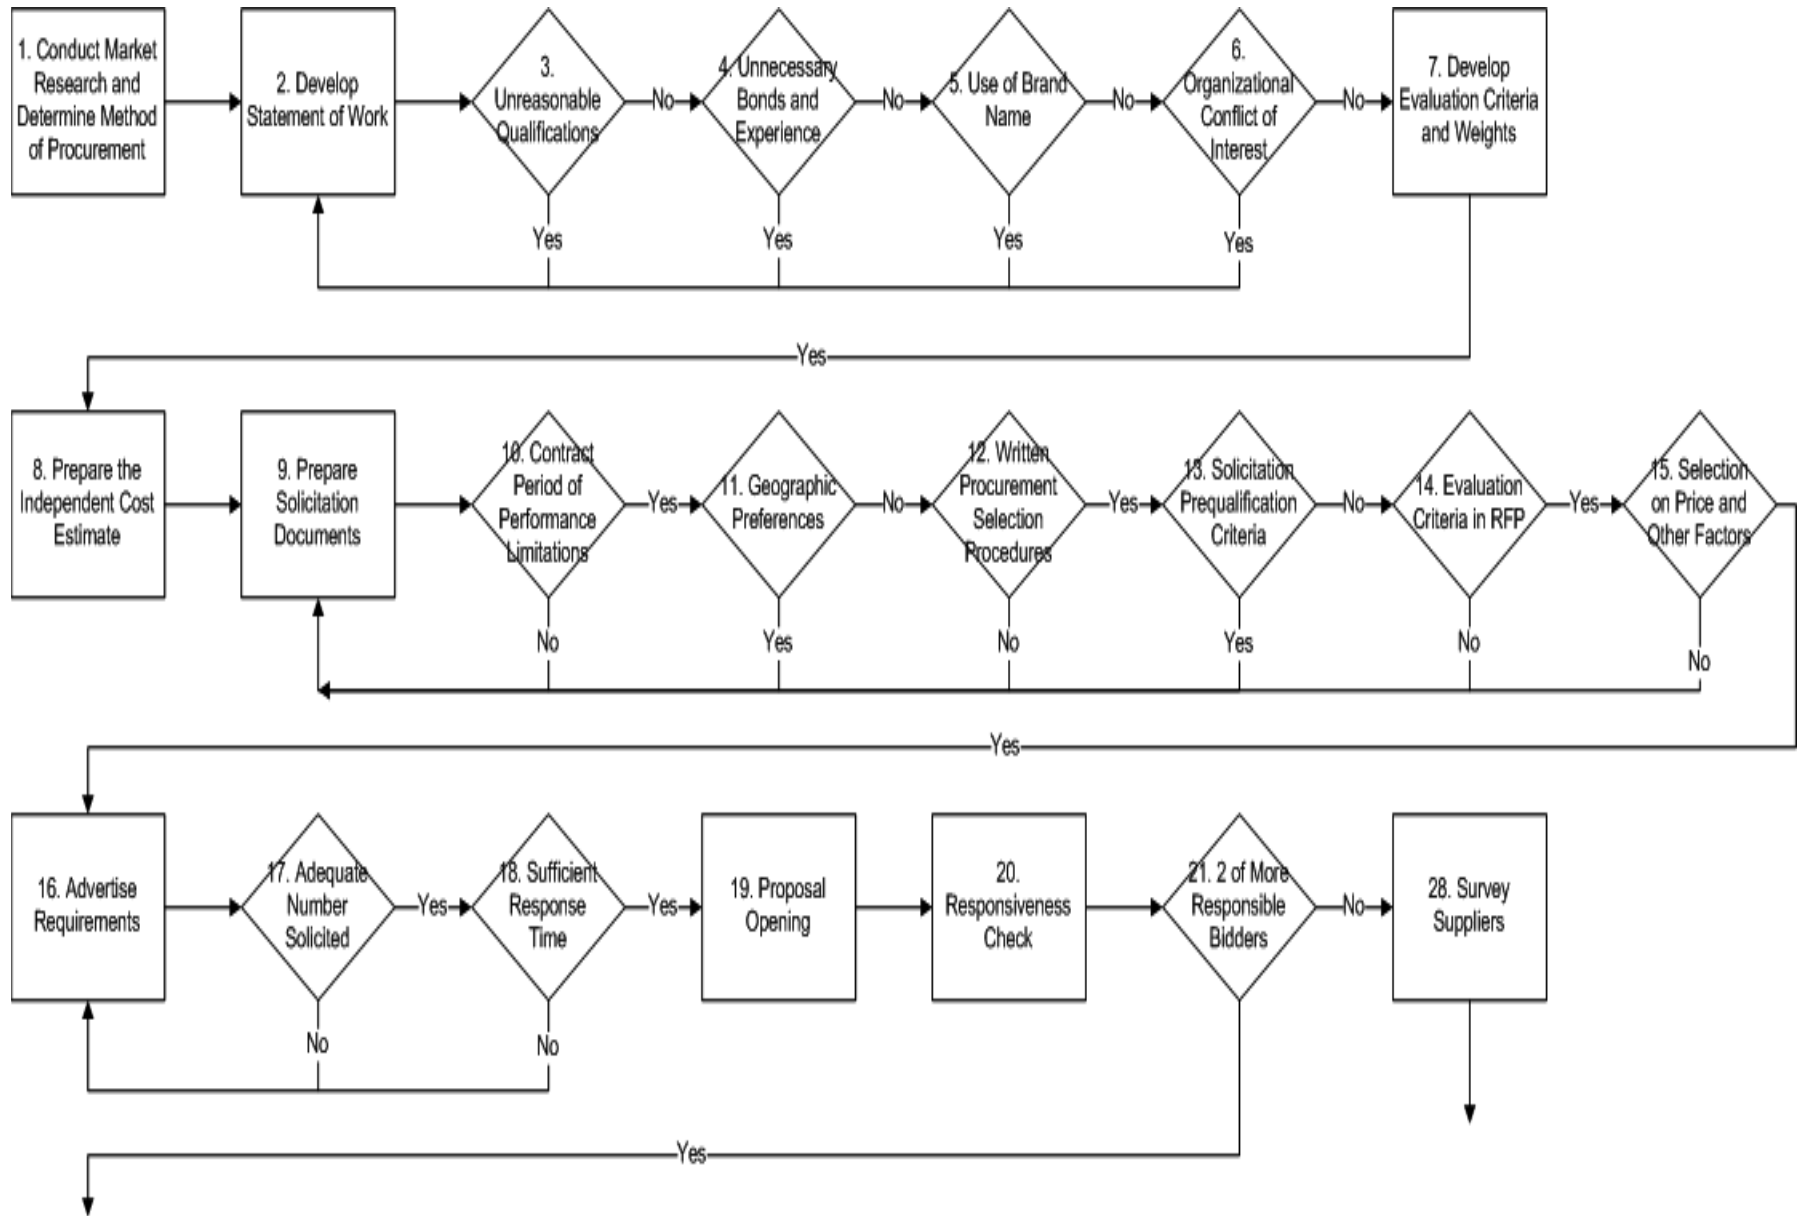 1. Conduct Market
Research and
Determine Method
of Procurement
2. Develop
Statement of Work
3.
Unreasonable
Qualifications
No
4. Unnecessary
Bonds and
Experience
No
5. Use of Brand
Name
No
6.
Organizational
Conflict of
Interest
No
7. Develop
Evaluation Criteria
and Weights
Yes
Yes
Yes
Yes
Yes
8. Prepare the
Independent Cost
Estimate
9. Prepare
Solicitation
Documents
10. Contract
Period of
Performance
Limitations
Yes
11. Geographic
Preferences
No
12. Written
Procurement
Selection
Procedures
Yes
13. Solicitation
Prequalification
Criteria
No
14. Evaluation
Criteria in RFP
Yes
15. Selection
on Price and
Other Factors
No
Yes
No
Yes
No
No
Yes
16. Advertise
Requirements
17. Adequate
Number
Solicited
Yes
18. Sufficient
Response
Time
Yes
19. Proposal
Opening
20.
Responsiveness
Check
21. 2 of More
Responsible
Bidders
No
28. Survey
Suppliers
No
No
Yes